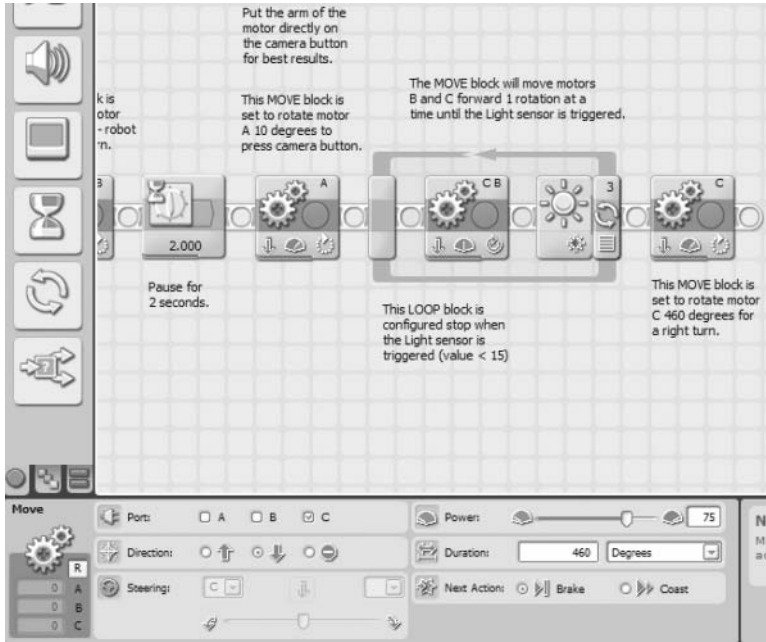 Put the arm of the
motor directly on
the camera button
for best results.
k is
otor
- robot
rn.
This MOVE block is
set to rotate motor
A 10 degrees to
press camera button.
The MOVE block will move motors
B and C forward 1 rotation at a
time until the Light sensor is triggered.
B
A
C B
3
C
2.000
Pause for
2 seconds.
This LOOP block is
configured stop when
the Light sensor is
triggered (value < 15)
This MOVE block is
set to rotate motor
C 460 degrees for
a right turn.
Move
R
0 A
0 B
0 C
Port: A B C
Direction:
Steering: C
Power: 75
Duration: 460 Degrees
Next Action: Brake Coast
N
M